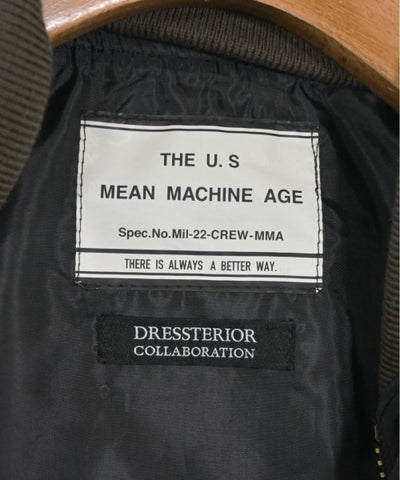 THE U. S
MEAN MACHINE AGE
Spec.No.Mil-22-CREW-MMA
THERE IS ALWAYS A BETTER WAY.
DRESSTERIOR
COLLABORATION